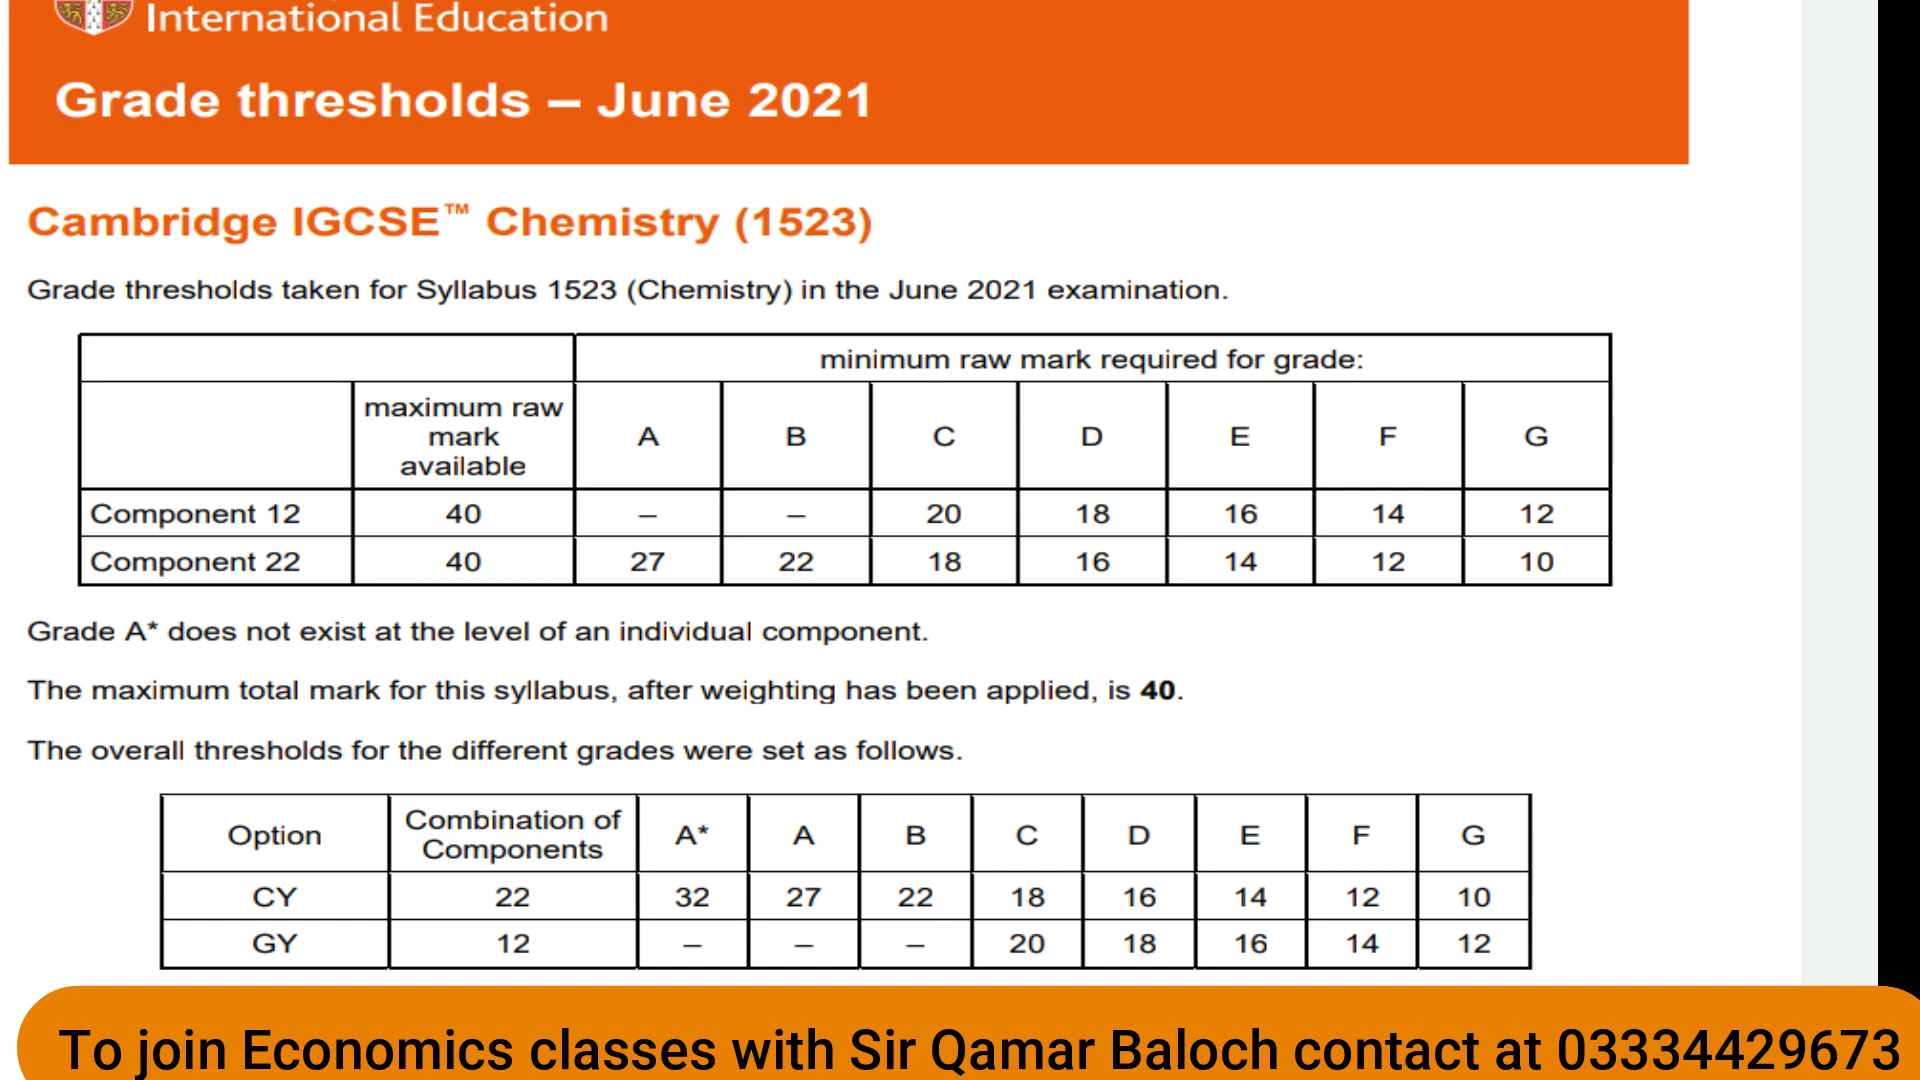 International Education
Grade thresholds – June 2021
Cambridge IGCSE™ Chemistry (1523)
Grade thresholds taken for Syllabus 1523 (Chemistry) in the June 2021 examination.
minimum raw mark required for grade:
maximum raw mark available A B C D E F G
Component 12 40 – – 20 18 16 14 12
Component 22 40 27 22 18 16 14 12 10
Grade A* does not exist at the level of an individual component.
The maximum total mark for this syllabus, after weighting has been applied, is 40.
The overall thresholds for the different grades were set as follows.
Option Combination of Components A* A B C D E F G
CY 22 32 27 22 18 16 14 12 10
GY 12 – – – 20 18 16 14 12
To join Economics classes with Sir Qamar Baloch contact at 03334429673